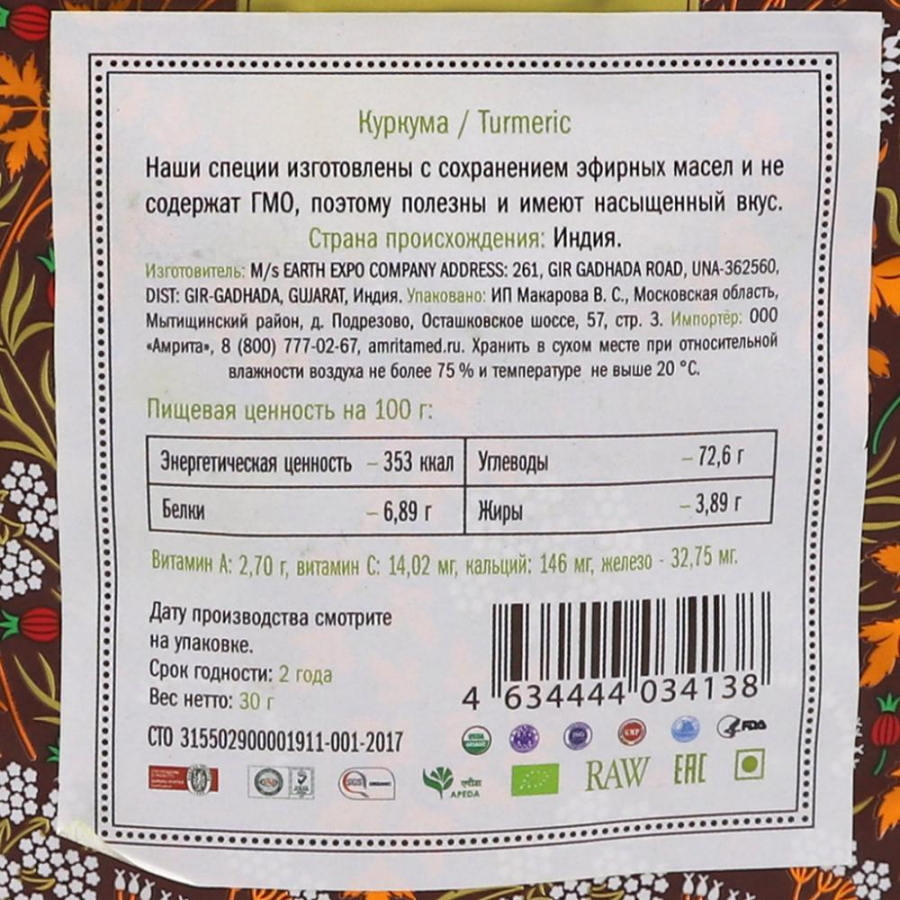 Куркума / Turmeric
Наши специи изготовлены с сохранением эфирных масел и не
содержат ГМО, поэтому полезны и имеют насыщенный вкус.
Страна происхождения: Индия.
Изготовитель: M/s EARTH EXPO COMPANY ADDRESS: 261, GIR GADHADA ROAD, UNA-362560,
DIST: GIR-GADHADA, GUJARAT, Индия. Упаковано: ИП Макарова В. С., Московская область,
Мытищинский район, д. Подрезово, Осташковское шоссе, 57, стр. 3. Импортёр: ООО
«Амрита», 8 (800) 777-02-67, amritamed.ru. Хранить в сухом месте при относительной
влажности воздуха не более 75 % и температуре не выше 20 °С.
Пищевая ценность на 100 г:
Энергетическая ценность – 353 ккал Углеводы – 72,6 г
Белки – 6,89 г Жиры – 3,89 г
Витамин А: 2,70 г, витамин С: 14,02 мг, кальций: 146 мг, железо - 32,75 мг.
Дату производства смотрите
на упаковке.
Срок годности: 2 года
Вес нетто: 30 г
4 634444 034138
СТО 315502900001911-001-2017
USDA ORGANIC GMP FDA
ORGANIC एपीडा APEDA RAW EAC